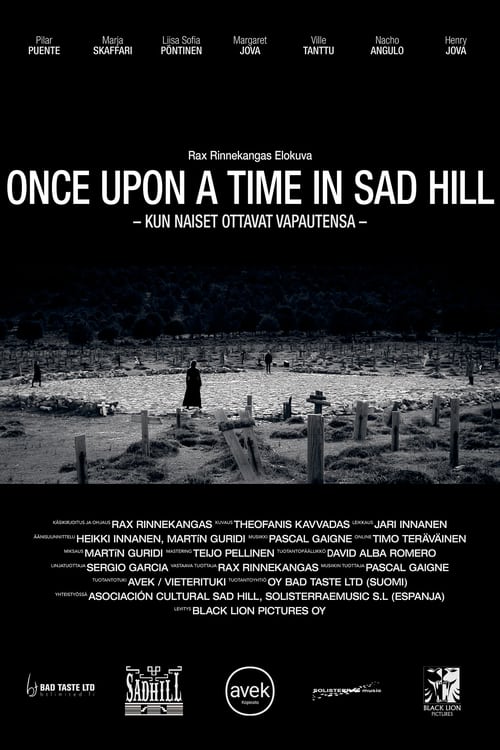 Pilar PUENTE
Marja SKAFFARI
Liisa Sofia PÖNTINEN
Margaret JOVA
Ville TANTTU
Nacho ANGULO
Henry JOVA
Rax Rinnekangas Elokuva
ONCE UPON A TIME IN SAD HILL
– KUN NAISET OTTAVAT VAPAUTENSA –
KÄSIKIRJOITUS JA OHJAUS RAX RINNEKANGAS KUVAUS THEOFANIS KAVVADAS LEIKKAUS JARI INNANEN
ÄÄNISUUNNITTELU HEIKKI INNANEN, MARTÍN GURIDI MUSIIKKI PASCAL GAIGNE ONLINE TIMO TERÄVÄINEN
MIKSAUS MARTÍN GURIDI MASTERING TEIJO PELLINEN TUOTANTOPÄÄLLIKKÖ DAVID ALBA ROMERO
LINJATUOTTAJA SERGIO GARCIA VASTAAVA TUOTTAJA RAX RINNEKANGAS MUSIIKIN TUOTTAJA PASCAL GAIGNE
TUOTANTOTUKI AVEK / VIETERITUKI TUOTANTOYHTIÖ OY BAD TASTE LTD (SUOMI)
YHTEISTYÖSSÄ ASOCIACIÓN CULTURAL SAD HILL, SOLISTERRAEMUSIC S.L (ESPANJA)
LEVITYS BLACK LION PICTURES OY
bt BAD TASTE LTD
btlimited.fi
SADHILL
avek
Kopiosto
music
BLACK LION
PICTURES